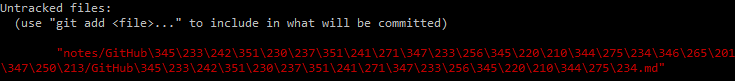 Untracked files:
(use "git add <file>..." to include in what will be committed)
"notes/GitHub\345\233\242\351\230\237\351\241\271\347\233\256\345\220\210\344\275\234\346\265\201
\347\250\213/GitHub\345\233\242\351\230\237\351\241\271\347\233\256\345\220\210\344\275\234.md"